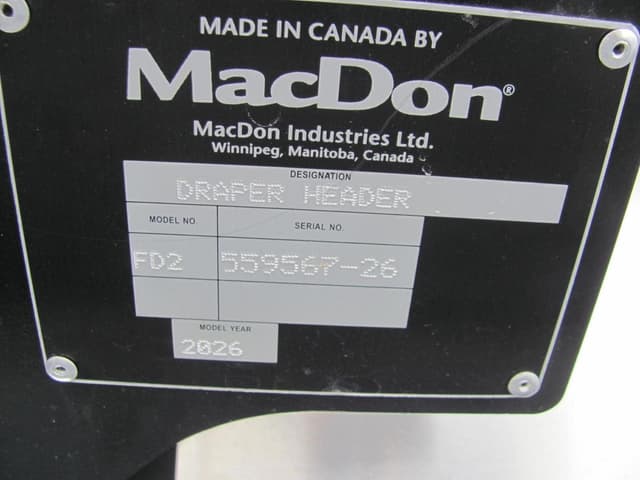 MADE IN CANADA BY
MacDon®
MacDon Industries Ltd.
Winnipeg, Manitoba, Canada
DESIGNATION
DRAPER HEADER
MODEL NO. SERIAL NO.
FD2 559567-26
MODEL YEAR
2026